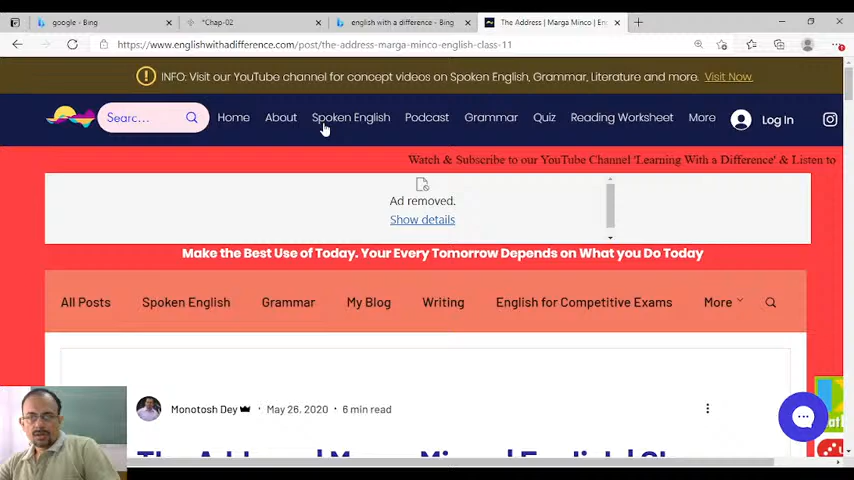 google - Bing
*Chap-02
english with a difference - Bing
The Address | Marga Minco | En
https://www.englishwithadifference.com/post/the-address-marga-minco-english-class-11
INFO: Visit our YouTube channel for concept videos on Spoken English, Grammar, Literature and more. Visit Now.
Searc... Home About Spoken English Podcast Grammar Quiz Reading Worksheet More Log In
Watch & Subscribe to our YouTube Channel 'Learning With a Difference' & Listen to
Ad removed.
Show details
Make the Best Use of Today. Your Every Tomorrow Depends on What you Do Today
All Posts Spoken English Grammar My Blog Writing English for Competitive Exams More
Monotosh Dey · May 26, 2020 · 6 min read